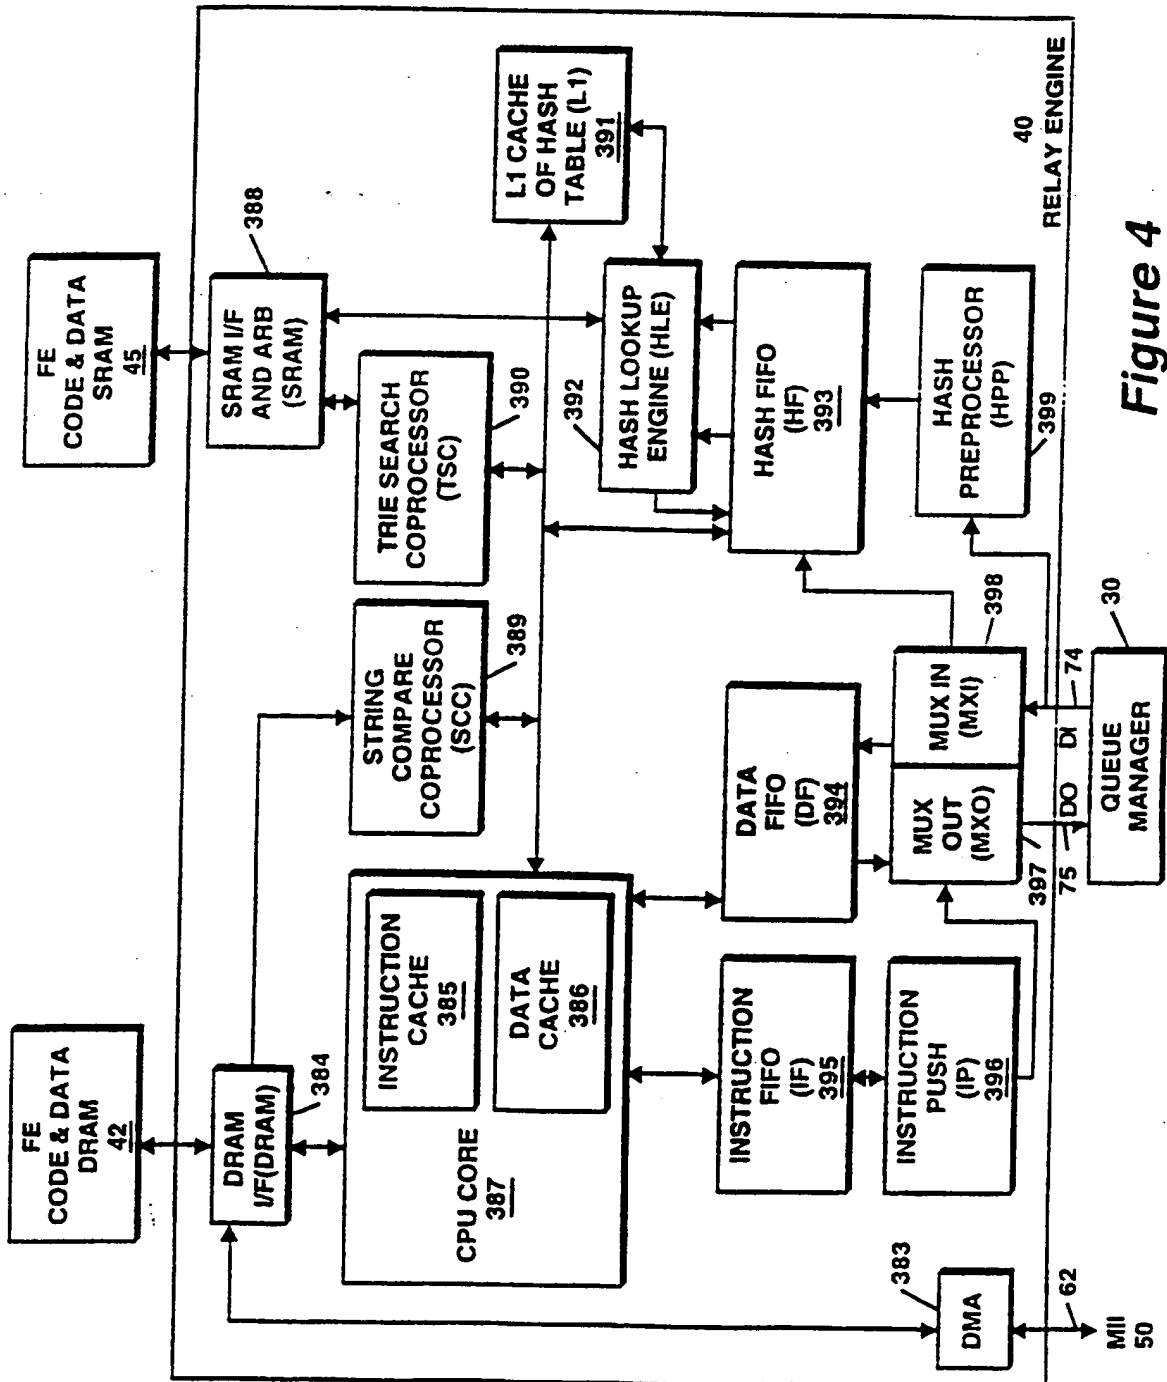 FE
CODE & DATA
DRAM
42
FE
CODE & DATA
SRAM
45
DRAM
I/F(DRAM)
384
SRAM I/F
AND ARB
(SRAM)
388
CPU CORE
387
INSTRUCTION
CACHE
385
DATA
CACHE
386
STRING
COMPARE
COPROCESSOR
(SCC)
389
TRIE SEARCH
COPROCESSOR
(TSC)
390
L1 CACHE
OF HASH
TABLE (L1)
391
392
HASH LOOKUP
ENGINE (HLE)
INSTRUCTION
FIFO
(IF)
395
DATA
FIFO
(DF)
394
HASH FIFO
(HF)
393
383
DMA
INSTRUCTION
PUSH
(IP)
396
MUX
OUT
(MXO)
397
MUX IN
(MXI)
398
HASH
PREPROCESSOR
(HPP)
399
40
RELAY ENGINE
62
MII
50
75
DO
DI
74
QUEUE
MANAGER
30
Figure 4